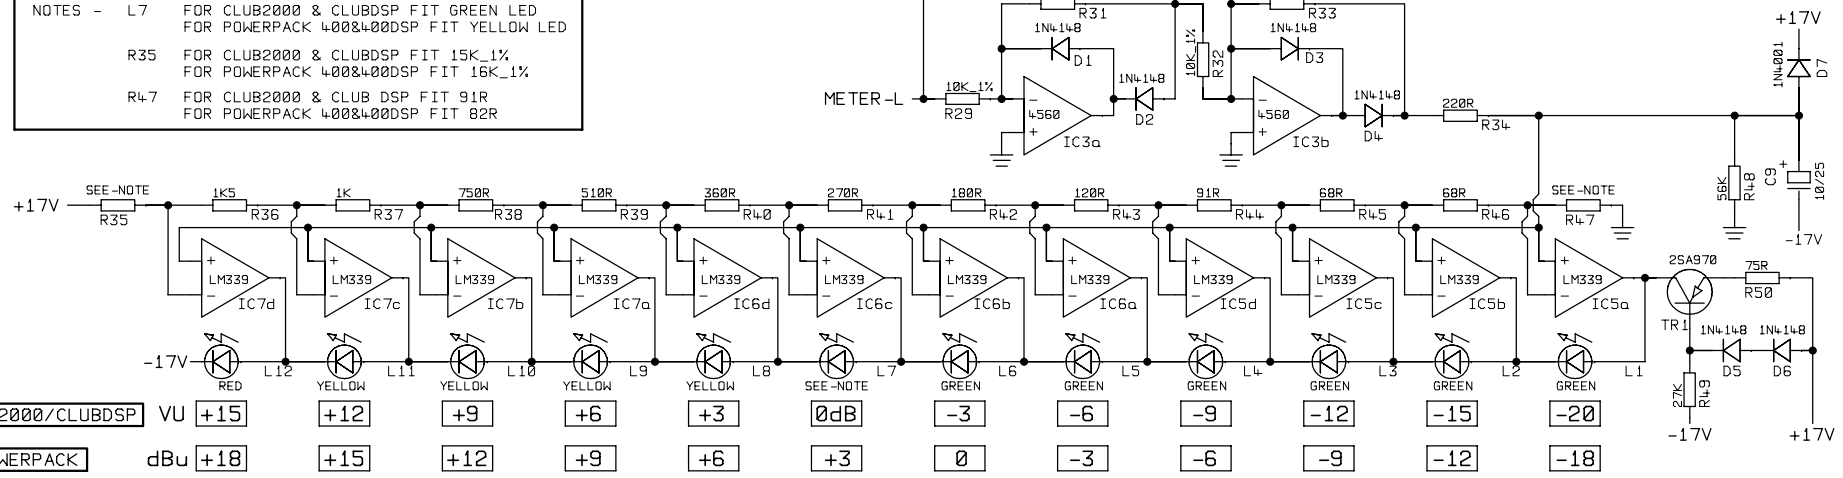 NOTES - L7 FOR CLUB2000 & CLUBDSP FIT GREEN LED
FOR POWERPACK 400&400DSP FIT YELLOW LED
R35 FOR CLUB2000 & CLUBDSP FIT 15K_1%
FOR POWERPACK 400&400DSP FIT 16K_1%
R47 FOR CLUB2000 & CLUB DSP FIT 91R
FOR POWERPACK 400&400DSP FIT 82R
R31 R33
1N4148 1N4148
D1 D3
10K_1% R32
+17V
1N4001 D7
METER-L
10K_1% R29
1N4148 D2
4560 - +
IC3a
4560 - +
IC3b
1N4148 D4
220R R34
56K R48
C9 + 10/25
-17V
+17V
SEE-NOTE R35
1K5 R36
1K R37
750R R38
510R R39
360R R40
270R R41
180R R42
120R R43
91R R44
68R R45
68R R46
SEE-NOTE R47
+ LM339 - IC7d
+ LM339 - IC7c
+ LM339 - IC7b
+ LM339 - IC7a
+ LM339 - IC6d
+ LM339 - IC6c
+ LM339 - IC6b
+ LM339 - IC6a
+ LM339 - IC5d
+ LM339 - IC5c
+ LM339 - IC5b
+ LM339 - IC5a
2SA970 TR1
75R R50
1N4148 D5
1N4148 D6
27K R49
-17V
+17V
-17V
L12 L11 L10 L9 L8 L7 L6 L5 L4 L3 L2 L1
RED YELLOW YELLOW YELLOW YELLOW SEE-NOTE GREEN GREEN GREEN GREEN GREEN GREEN
2000/CLUBDSP VU +15 +12 +9 +6 +3 0dB -3 -6 -9 -12 -15 -20
WERPACK dBu +18 +15 +12 +9 +6 +3 0 -3 -6 -9 -12 -18